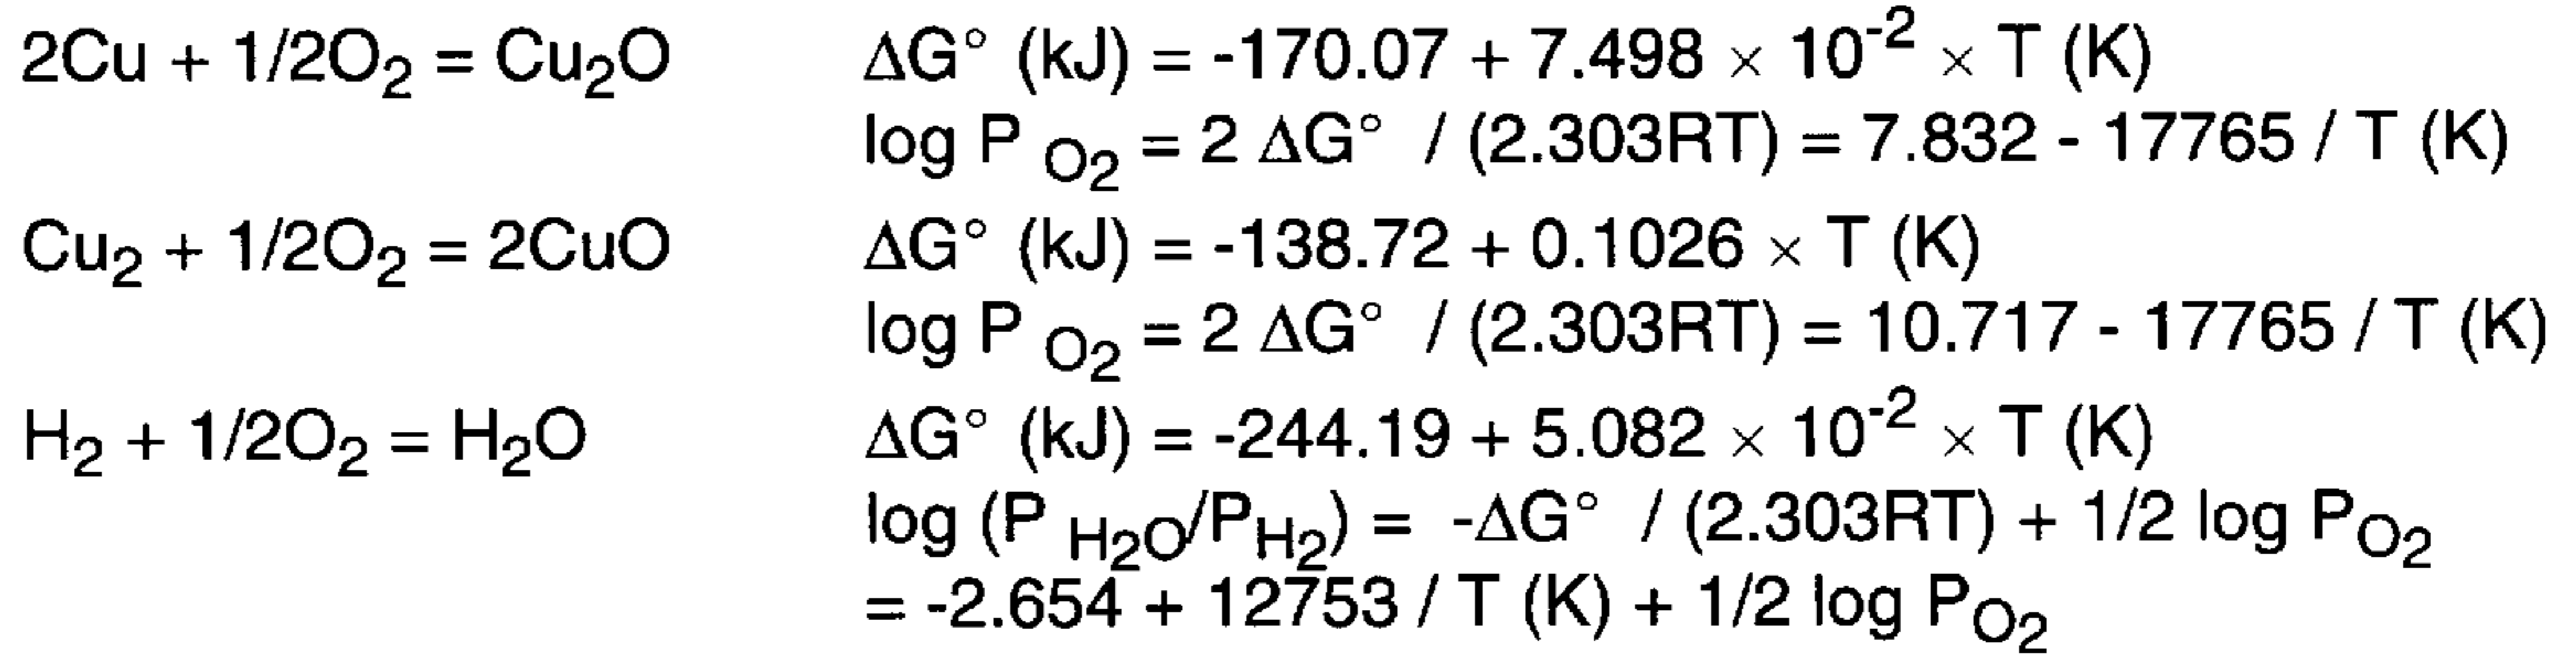 2Cu + 1/2O₂ = Cu₂O ΔG° (kJ) = -170.07 + 7.498 × 10⁻² × T (K)
log P O₂ = 2 ΔG° / (2.303RT) = 7.832 - 17765 / T (K)
Cu₂ + 1/2O₂ = 2CuO ΔG° (kJ) = -138.72 + 0.1026 × T (K)
log P O₂ = 2 ΔG° / (2.303RT) = 10.717 - 17765 / T (K)
H₂ + 1/2O₂ = H₂O ΔG° (kJ) = -244.19 + 5.082 × 10⁻² × T (K)
log (P H₂O/PH₂) = -ΔG° / (2.303RT) + 1/2 log PO₂
= -2.654 + 12753 / T (K) + 1/2 log PO₂